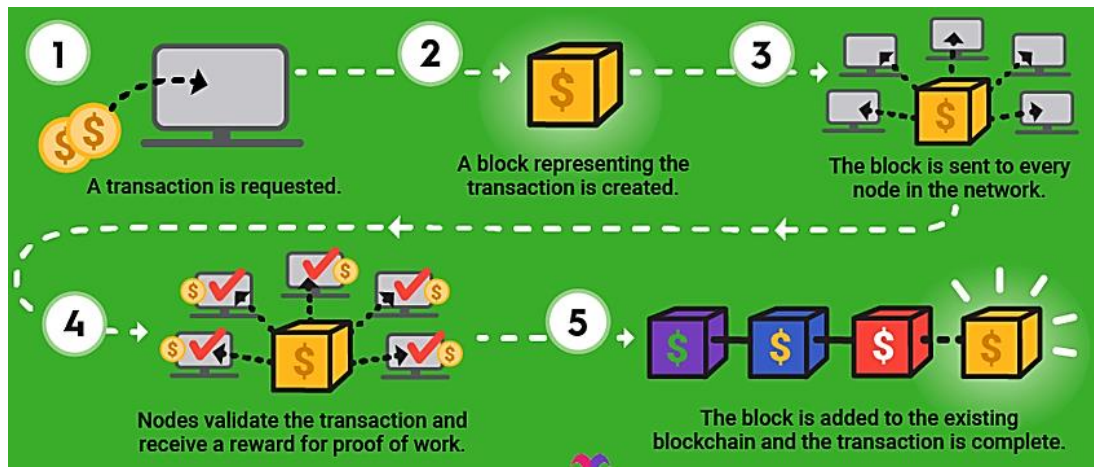 1
2
3
A transaction is requested.
A block representing the
transaction is created.
The block is sent to every
node in the network.
4
5
Nodes validate the transaction and
receive a reward for proof of work.
The block is added to the existing
blockchain and the transaction is complete.